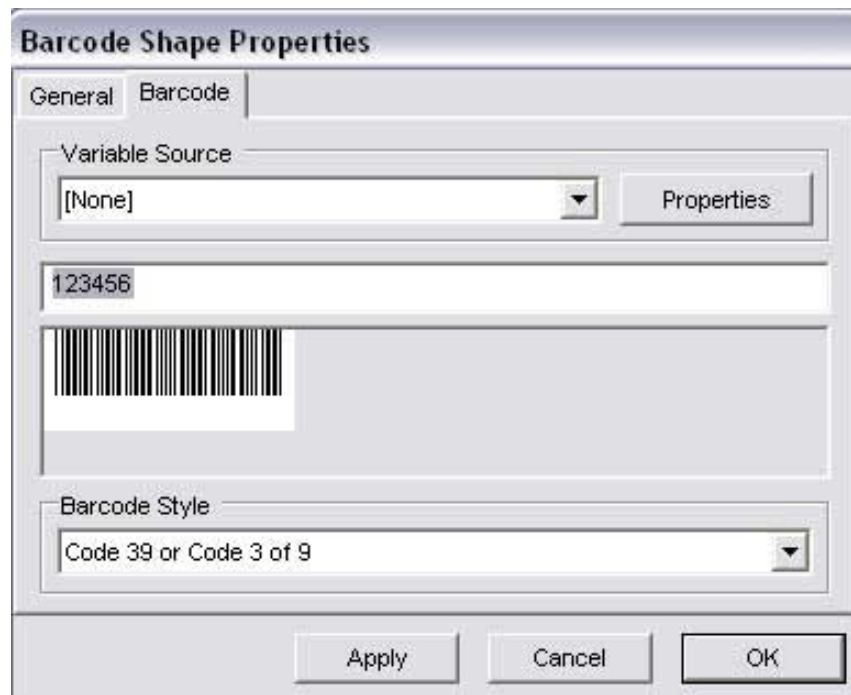 Barcode Shape Properties
General Barcode
Variable Source
[None] Properties
123456
Barcode Style
Code 39 or Code 3 of 9
Apply Cancel OK